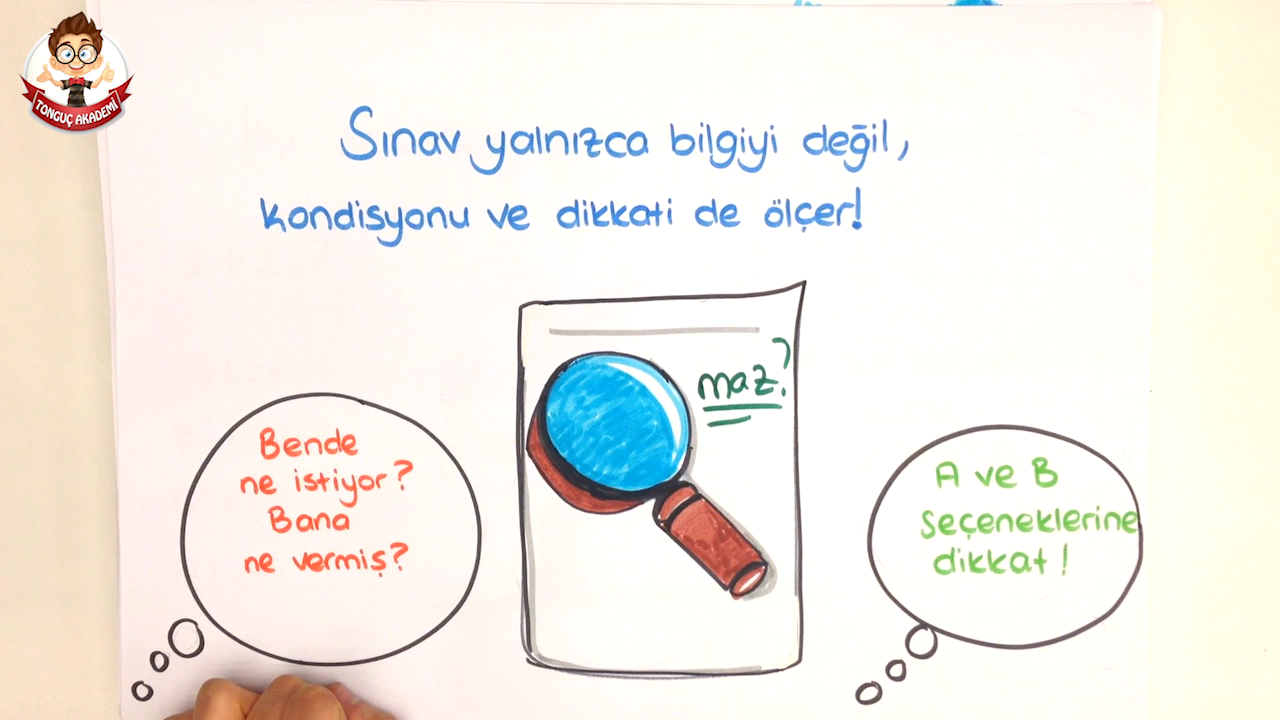 TONGUÇ AKADEMİ
Sınav yalnızca bilgiyi değil,
kondisyonu ve dikkati de ölçer!
maz?
Bende
ne istiyor?
Bana
ne vermiş?
A ve B
Seçeneklerine
dikkat!